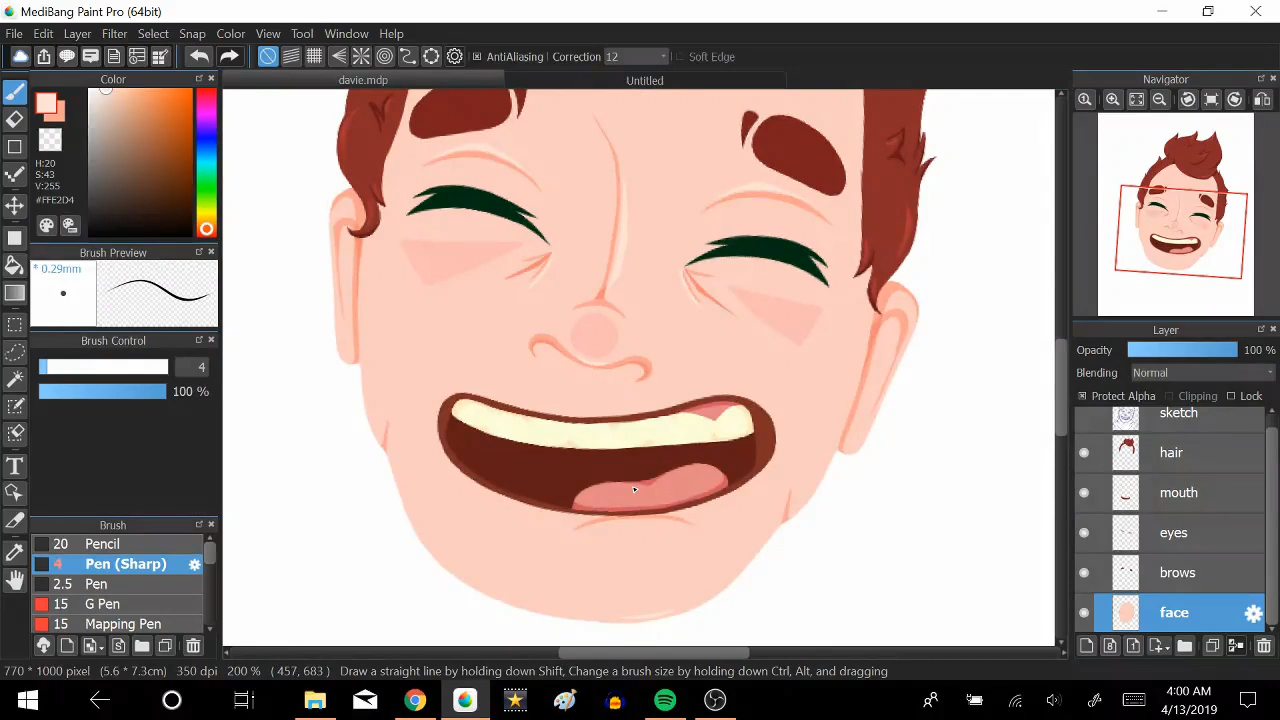 MediBang Paint Pro (64bit)
File Edit View Layer Filter Select Snap Color View Tool Window Help
AntiAliasing Correction 12 Soft Edge
Color
davie.mdp
Untitled
Navigator
H:20
S:43
V:255
#FFE2D4
Brush Preview
* 0.29mm
Brush Control
4
100 %
Layer
Opacity 100 %
Blending Normal
Protect Alpha Clipping Lock
sketch
hair
mouth
eyes
brows
face
Brush
20 Pencil
4 Pen (Sharp)
2.5 Pen
15 G Pen
15 Mapping Pen
770 * 1000 pixel (5.6 * 7.3cm) 350 dpi 200 % ( 457, 683 ) Draw a straight line by holding down Shift, Change a brush size by holding down Ctrl, Alt, and dragging
4:00 AM
4/13/2019